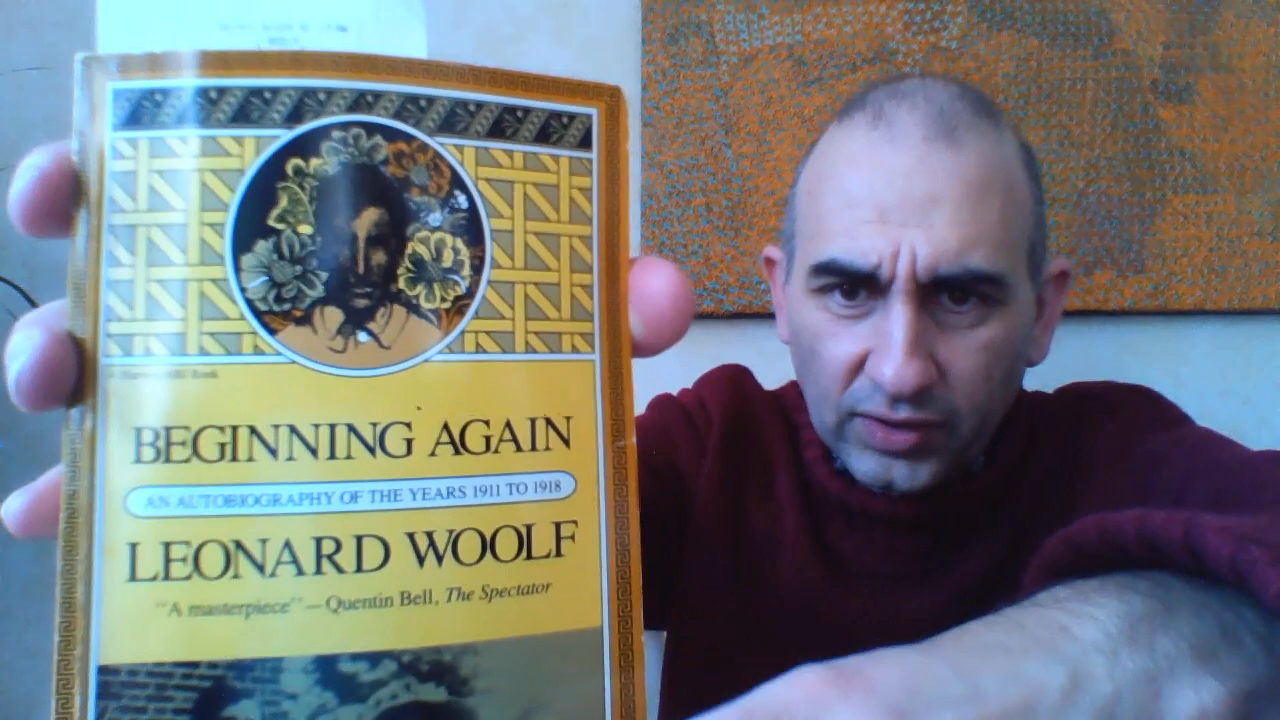 BEGINNING AGAIN
AN AUTOBIOGRAPHY OF THE YEARS 1911 TO 1918
LEONARD WOOLF
"A masterpiece"—Quentin Bell, The Spectator